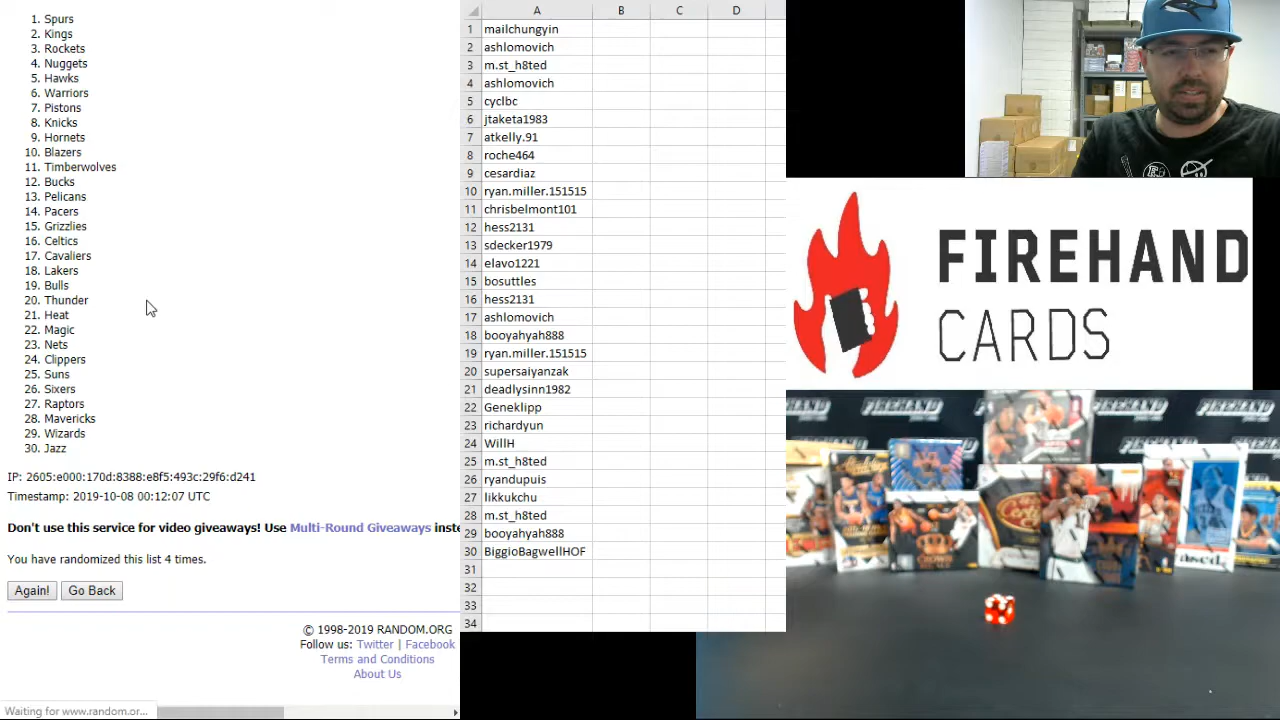 1. Spurs
2. Kings
3. Rockets
4. Nuggets
5. Hawks
6. Warriors
7. Pistons
8. Knicks
9. Hornets
10. Blazers
11. Timberwolves
12. Bucks
13. Pelicans
14. Pacers
15. Grizzlies
16. Celtics
17. Cavaliers
18. Lakers
19. Bulls
20. Thunder
21. Heat
22. Magic
23. Nets
24. Clippers
25. Suns
26. Sixers
27. Raptors
28. Mavericks
29. Wizards
30. Jazz
IP: 2605:e000:170d:8388:e8f5:493c:29f6:d241
Timestamp: 2019-10-08 00:12:07 UTC
Don't use this service for video giveaways! Use Multi-Round Giveaways inste
You have randomized this list 4 times.
Again! Go Back
© 1998-2019 RANDOM.ORG
Follow us: Twitter | Facebook
Terms and Conditions
About Us
Waiting for www.random.or...
A B C D
1 mailchungyin
2 ashlomovich
3 m.st_h8ted
4 ashlomovich
5 cyclbc
6 jtaketa1983
7 atkelly.91
8 roche464
9 cesardiaz
10 ryan.miller.151515
11 chrisbelmont101
12 hess2131
13 sdecker1979
14 elavo1221
15 bosuttles
16 hess2131
17 ashlomovich
18 booyahyah888
19 ryan.miller.151515
20 supersaiyanzak
21 deadlysinn1982
22 Geneklipp
23 richardyun
24 WillH
25 m.st_h8ted
26 ryandupuis
27 likkukchu
28 m.st_h8ted
29 booyahyah888
30 BiggioBagwellHOF
31
32
33
34
FIREHAND
CARDS
FIREHAND
FIREHAND
FIREHAND
CROWN